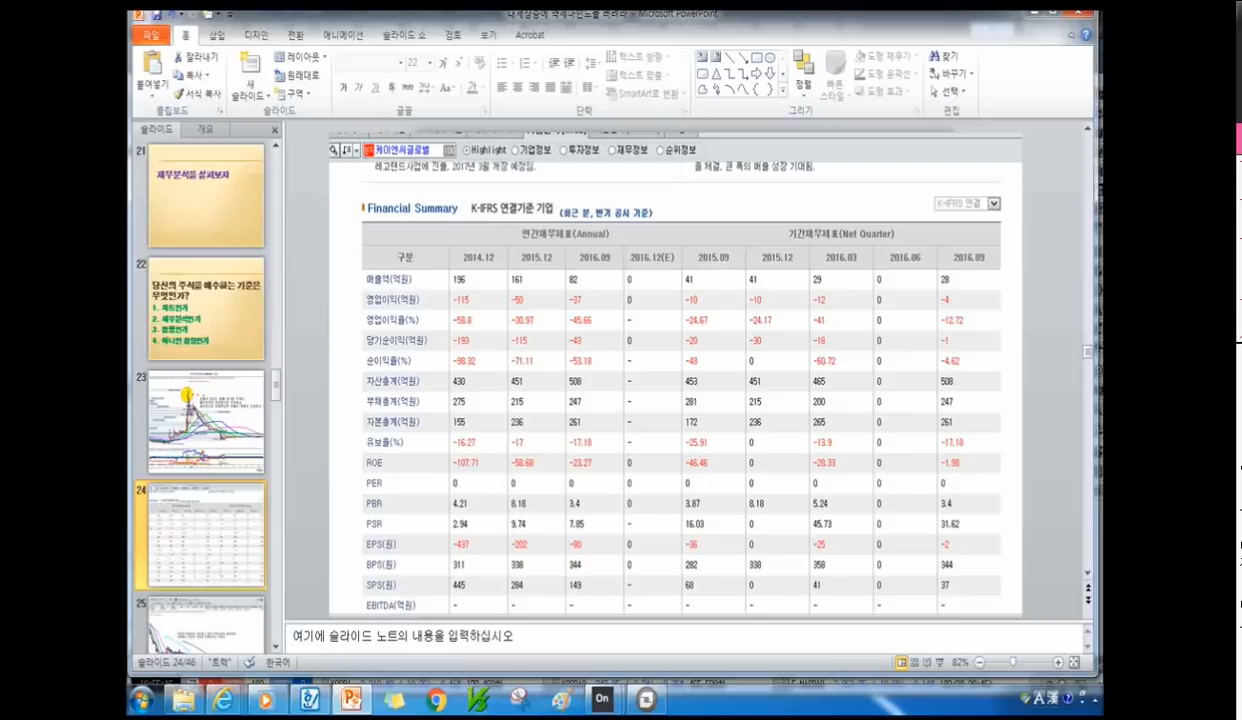 내재상승에 악재마인드를 버려라 - Microsoft PowerPoint
파일 홈 삽입 디자인 전환 애니메이션 슬라이드 쇼 검토 보기 Acrobat
잘라내기
복사
서식 복사
붙여넣기
클립보드
새 슬라이드
레이아웃
원래대로
구역
슬라이드
22
글꼴
텍스트 방향
텍스트 맞춤
SmartArt로 변환
단락
정렬
빠른 스타일
도형 채우기
도형 윤곽선
도형 효과
그리기
찾기
바꾸기
선택
편집
슬라이드 개요
21
재무분석을 살펴보자
22
당신의 주식을 매수하는 기준은 무엇인가?
1. 차트인가
2. 재무분석인가
23
24
25
케이엔씨글로벌 Highlight 기업정보 투자정보 재무정보 순위정보
레고랜드사업에 진출, 2017년 3월 개장 예정임.
를 체결, 큰 폭의 매출 성장 기대됨.
Financial Summary K-IFRS 연결기준 기업 (최근 분, 반기 공시 기준)
K-IFRS 연결
연간재무제표(Annual) 기간재무제표(Net Quarter)
구분 2014.12 2015.12 2016.09 2016.12(E) 2015.09 2015.12 2016.03 2016.06 2016.09
매출액(억원) 196 161 82 0 41 41 29 0 28
영업이익(억원) -115 -50 -37 0 -10 -10 -12 0 -4
영업이익률(%) -58.8 -30.97 -45.66 - -24.67 -24.17 -41 0 -12.72
당기순이익(억원) -193 -115 -43 0 -20 -30 -18 0 -1
순이익률(%) -98.32 -71.11 -53.18 - -48 0 -60.72 0 -4.62
자산총계(억원) 430 451 508 - 453 451 465 0 508
부채총계(억원) 275 215 247 - 281 215 200 0 247
자본총계(억원) 155 236 261 - 172 236 265 0 261
유보률(%) -16.27 -17 -17.18 - -25.91 0 -13.9 0 -17.18
ROE -107.71 -58.68 -23.27 0 -46.46 0 -28.33 0 -1.98
PER 0 0 0 0 0 0 0 0 0
PBR 4.21 8.18 3.4 0 3.87 8.18 5.24 0 3.4
PSR 2.94 9.74 7.85 - 16.03 0 45.73 0 31.62
EPS(원) -437 -202 -80 0 -36 0 -25 0 -2
BPS(원) 311 338 344 0 282 338 358 0 344
SPS(원) 445 284 149 - 68 0 41 0 37
EBITDA(억원) - - - - - - - - -
여기에 슬라이드 노트의 내용을 입력하십시오
슬라이드 24/46 "트랙" 한국어 82%
On
A 漢